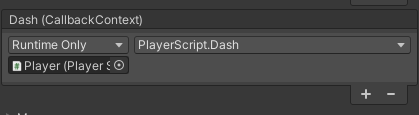 Dash (CallbackContext)
Runtime Only PlayerScript.Dash
Player (Player S
+ −